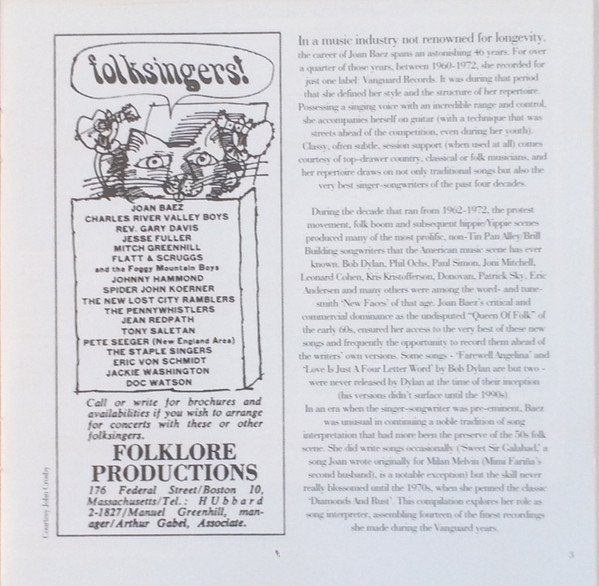 folksingers!
JOAN BAEZ
CHARLES RIVER VALLEY BOYS
REV. GARY DAVIS
JESSE FULLER
MITCH GREENHILL
FLATT & SCRUGGS
and the Foggy Mountain Boys
JOHNNY HAMMOND
SPIDER JOHN KOERNER
THE NEW LOST CITY RAMBLERS
THE PENNYWHISTLERS
JEAN REDPATH
TONY SALETAN
PETE SEEGER (New England Area)
THE STAPLE SINGERS
ERIC VON SCHMIDT
JACKIE WASHINGTON
DOC WATSON
Call or write for brochures and
availabilities if you wish to arrange
for concerts with these or other
folksingers.
FOLKLORE
PRODUCTIONS
176 Federal Street/Boston 10,
Massachusetts/Tel.: HUbbard
2-1827/Manuel Greenhill, man-
ager/Arthur Gabel, Associate.
Courtesy John Crosby
In a music industry not renowned for longevity,
the career of Joan Baez spans an astonishing 46 years. For over
a quarter of those years, between 1960-1972, she recorded for
just one label: Vanguard Records. It was during that period
that she defined her style and the structure of her repertoire.
Possessing a singing voice with an incredible range and control,
she accompanies herself on guitar (with a technique that was
streets ahead of the competition, even during her youth).
Classy, often subtle, session support (when used at all) comes
courtesy of top-drawer country, classical or folk musicians, and
her repertoire draws on not only traditional songs but also the
very best singer-songwriters of the past four decades.
During the decade that ran from 1962-1972, the protest
movement, folk boom and subsequent hippie/Yippie scenes
produced many of the most prolific, non-Tin Pan Alley/Brill
Building songwriters that the American music scene has ever
known. Bob Dylan, Phil Ochs, Paul Simon, Joni Mitchell,
Leonard Cohen, Kris Kristofferson, Donovan, Patrick Sky, Eric
Andersen and many others were among the word- and tune-
smith 'New Faces' of that age. Joan Baez's critical and
commercial dominance as the undisputed "Queen Of Folk" of
the early 60s, ensured her access to the very best of these new
songs and frequently the opportunity to record them ahead of
the writers' own versions. Some songs - 'Farewell Angelina' and
'Love Is Just A Four Letter Word' by Bob Dylan are but two -
were never released by Dylan at the time of their inception
(his versions didn't surface until the 1990s).
In an era when the singer-songwriter was pre-eminent, Baez
was unusual in continuing a noble tradition of song
interpretation that had more been the preserve of the 50s folk
scene. She did write songs occasionally ('Sweet Sir Galahad,' a
song Joan wrote originally for Milan Melvin (Mimi Fariña's
second husband), is a notable exception) but the skill never
really blossomed until the 1970s, when she penned the classic
'Diamonds And Rust'. This compilation explores her role as
song interpreter, assembling fourteen of the finest recordings
she made during the Vanguard years.
3